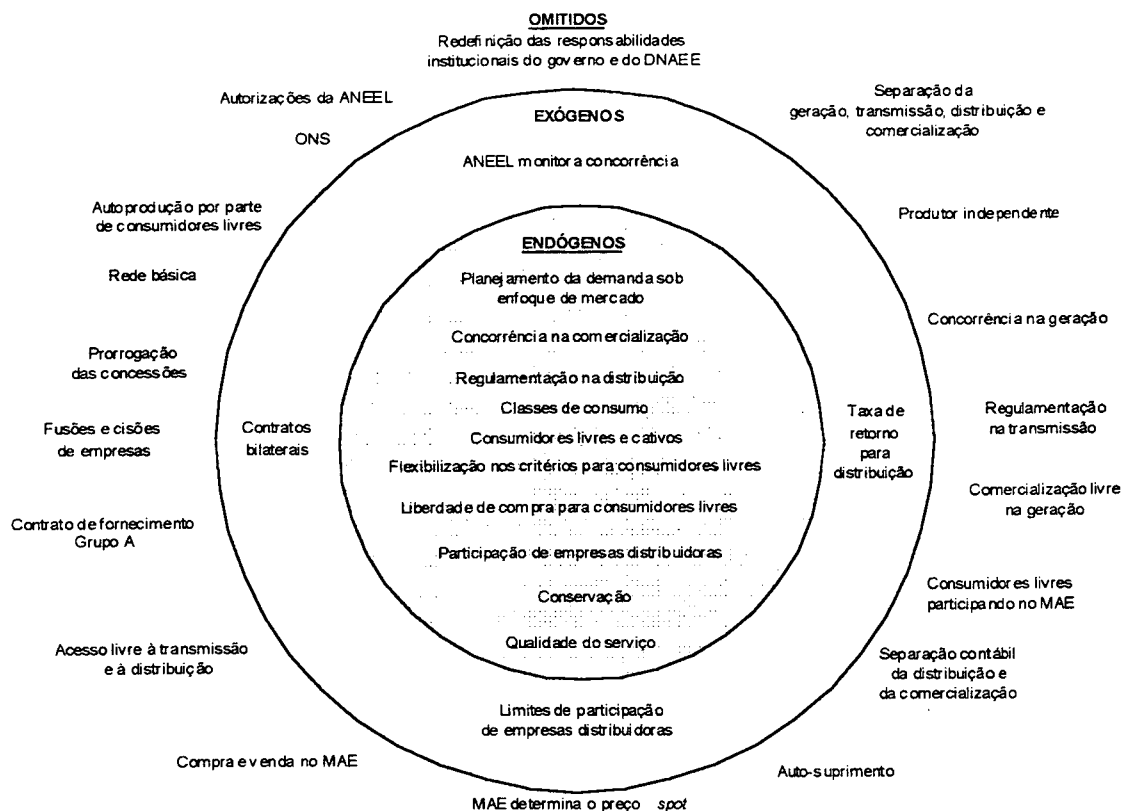 OMITIDOS
Redefinição das responsabilidades
institucionais do governo e do DNAEE
Autorizações da ANEEL
ONS
Autoprodução por parte
de consumidores livres
Rede básica
Prorrogação
das concessões
Fusões e cisões
de empresas
Contrato de fornecimento
Grupo A
Acesso livre à transmissão
e à distribuição
Compra e venda no MAE
MAE determina o preço spot
EXÓGENOS
ANEEL monitora concorrência
Contratos
bilaterais
ENDÓGENOS
Planejamento da demanda sob
enfoque de mercado
Concorrência na comercialização
Regulamentação na distribuição
Classes de consumo
Consumidores livres e cativos
Flexibilização nos critérios para consumidores livres
Liberdade de compra para consumidores livres
Participação de empresas distribuidoras
Conservação
Qualidade do serviço
Taxa de
retorno
para
distribuição
Limites de participação
de empresas distribuidoras
Separação da
geração, transmissão, distribuição e
comercialização
Produtor independente
Concorrência na geração
Regulamentação
na transmissão
Comercialização livre
na geração
Consumidores livres
participando no MAE
Separação contábil
da distribuição e
da comercialização
Auto-suprimento